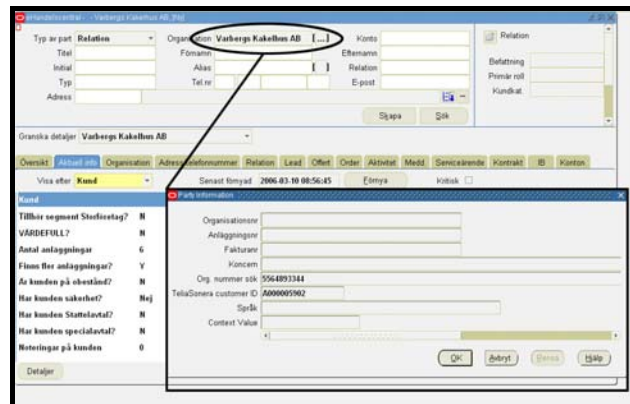 eHandelscentral - - Varbergs Kakelhus AB, [Ny]
Typ av part Relation Organisation Varbergs Kakelhus AB [...] Konto
Titel Förnamn Efternamn
Initial Alias [ ] Relation
Typ Tel.nr E-post
Adress
Skapa Sök
Relation
Befattning
Primär roll
Kundkat.
Granska detaljer Varbergs Kakelhus AB
Översikt Aktuell info Organisation Adress/telefonnummer Relation Lead Offert Order Aktivitet Medd. Serviceärende Kontrakt IB Konton
Visa efter Kund Senast förnyad 2006-03-10 08:56:45 Förnya Kritisk
Kund
Tillhör segment Storföretag? N
VÄRDEFULL? N
Antal anläggningar 6
Finns fler anläggningar? Y
Är kunden på obestånd? N
Har kunden säkerhet? Nej
Har kunden Stattelavtal? N
Har kunden specialavtal? N
Noteringar på kunden 0
Detaljer
Party Information
Organisationsnr
Anläggningsnr
Fakturanr
Koncern
Org. nummer sök 5564893344
TeliaSonera customer ID A000005902
Språk
Context Value
OK Avbryt Rensa Hjälp